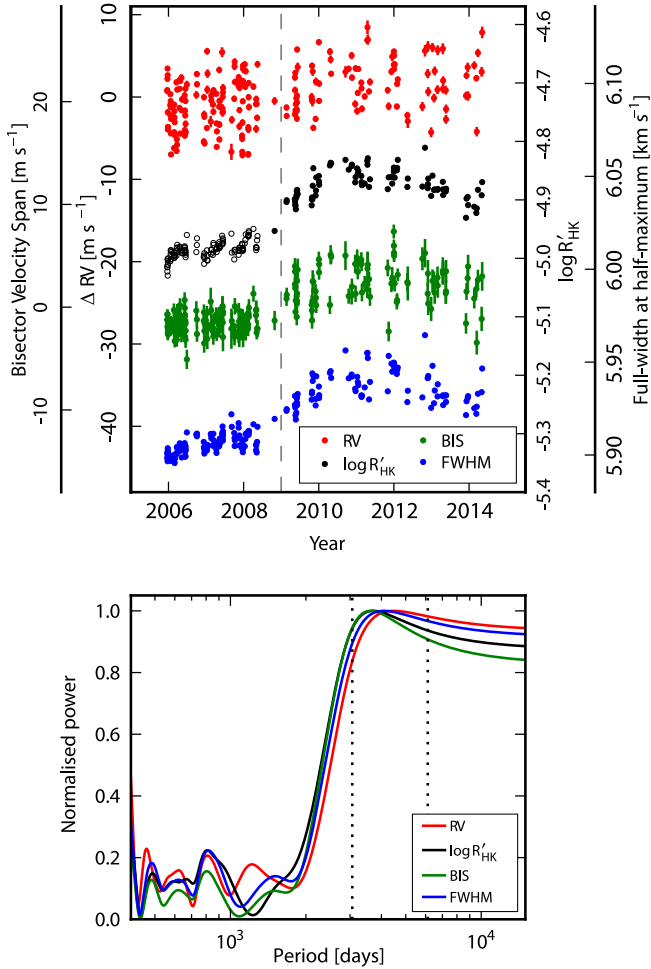 Bisector Velocity Span [m s⁻¹]
20
10
0
-10
Δ RV [m s⁻¹]
10
0
-10
-20
-30
-40
2006
2008
2010
2012
2014
Year
RV
log R′HK
BIS
FWHM
-4.6
-4.7
-4.8
-4.9
-5.0
-5.1
-5.2
-5.3
-5.4
log R′HK
6.10
6.05
6.00
5.95
5.90
Full-width at half-maximum [km s⁻¹]
Normalised power
1.0
0.8
0.6
0.4
0.2
0.0
10³
10⁴
Period [days]
RV
log R′HK
BIS
FWHM